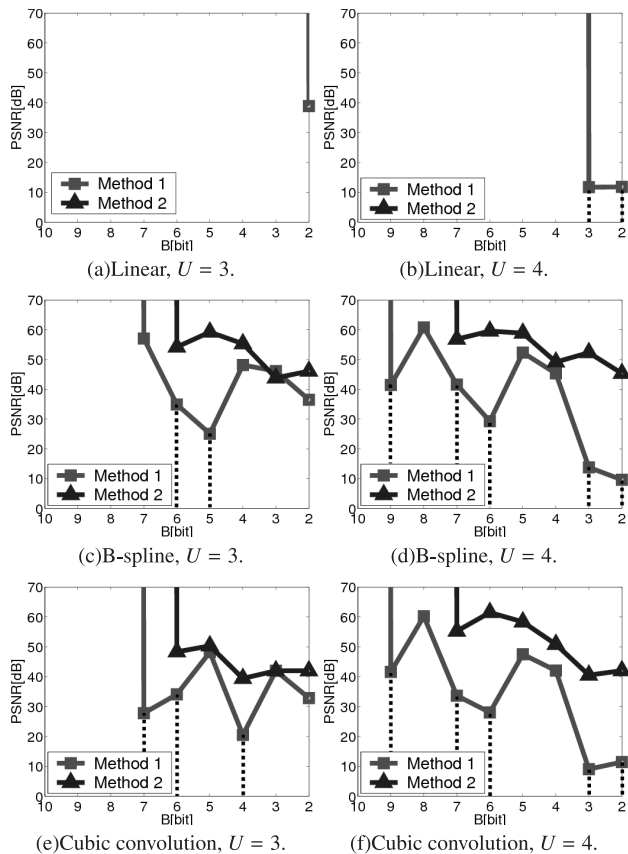 PSNR[dB]
70
60
50
40
30
20
10
0
Method 1
Method 2
10 9 8 7 6 5 4 3 2
B[bit]
(a)Linear, U = 3.
PSNR[dB]
70
60
50
40
30
20
10
0
Method 1
Method 2
10 9 8 7 6 5 4 3 2
B[bit]
(b)Linear, U = 4.
PSNR[dB]
70
60
50
40
30
20
10
0
Method 1
Method 2
10 9 8 7 6 5 4 3 2
B[bit]
(c)B-spline, U = 3.
PSNR[dB]
70
60
50
40
30
20
10
0
Method 1
Method 2
10 9 8 7 6 5 4 3 2
B[bit]
(d)B-spline, U = 4.
PSNR[dB]
70
60
50
40
30
20
10
0
Method 1
Method 2
10 9 8 7 6 5 4 3 2
B[bit]
(e)Cubic convolution, U = 3.
PSNR[dB]
70
60
50
40
30
20
10
0
Method 1
Method 2
10 9 8 7 6 5 4 3 2
B[bit]
(f)Cubic convolution, U = 4.